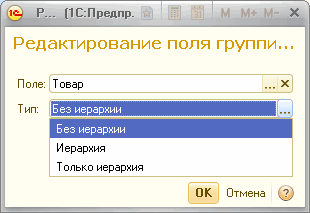 Р... (1С:Предпр. M M+ M-
Редактирование поля группи...
Поле: Товар ...
Тип: Без иерархии ...
Без иерархии
Иерархия
Только иерархия
OK Отмена ?